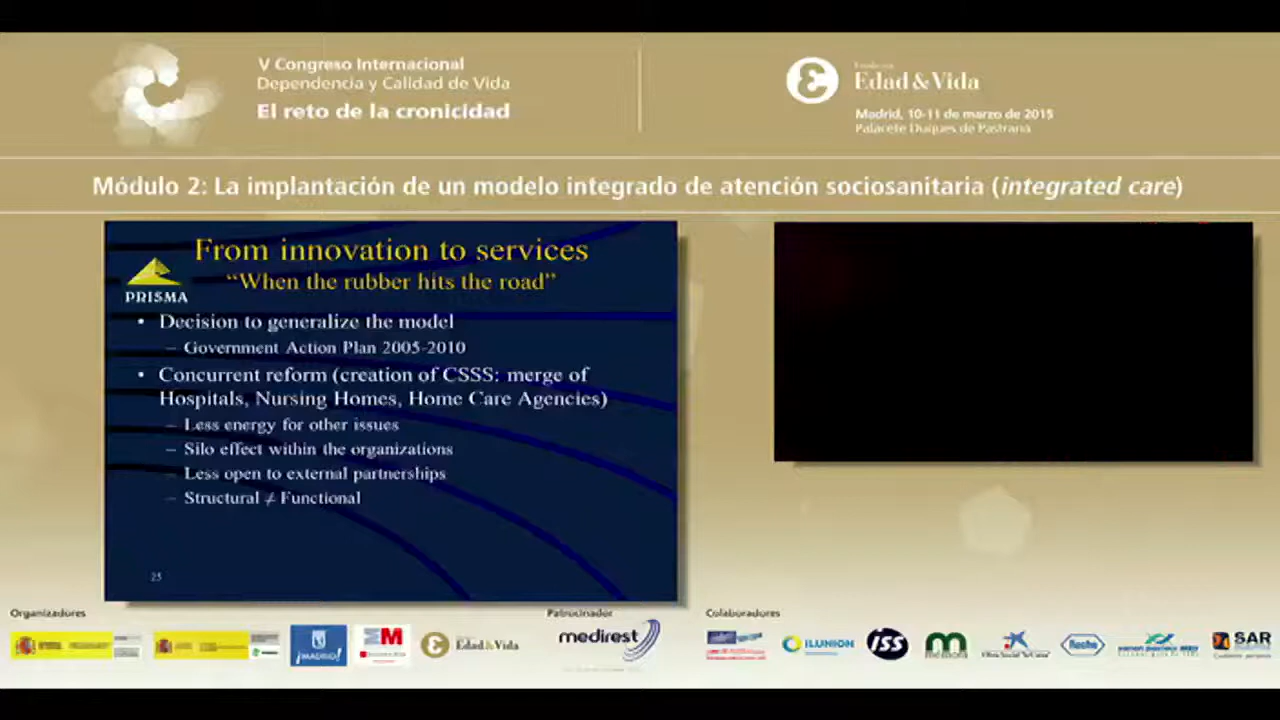 V Congreso Internacional
Dependencia y Calidad de Vida
El reto de la cronicidad
Edad&Vida
Madrid, 10-11 de marzo de 2015
Palacete Duques de Pastrana
Módulo 2: La implantación de un modelo integrado de atención sociosanitaria (integrated care)
From innovation to services
“When the rubber hits the road”
PRISMA
• Decision to generalize the model
– Government Action Plan 2005-2010
• Concurrent reform (creation of CSSS: merge of
Hospitals, Nursing Homes, Home Care Agencies)
– Less energy for other issues
– Silo effect within the organizations
– Less open to external partnerships
– Structural ≠ Functional
25
Organizadores
Patrocinador
Colaboradores
¡MADRID!
Edad&Vida
medirest
ILUNION
iss
SAR